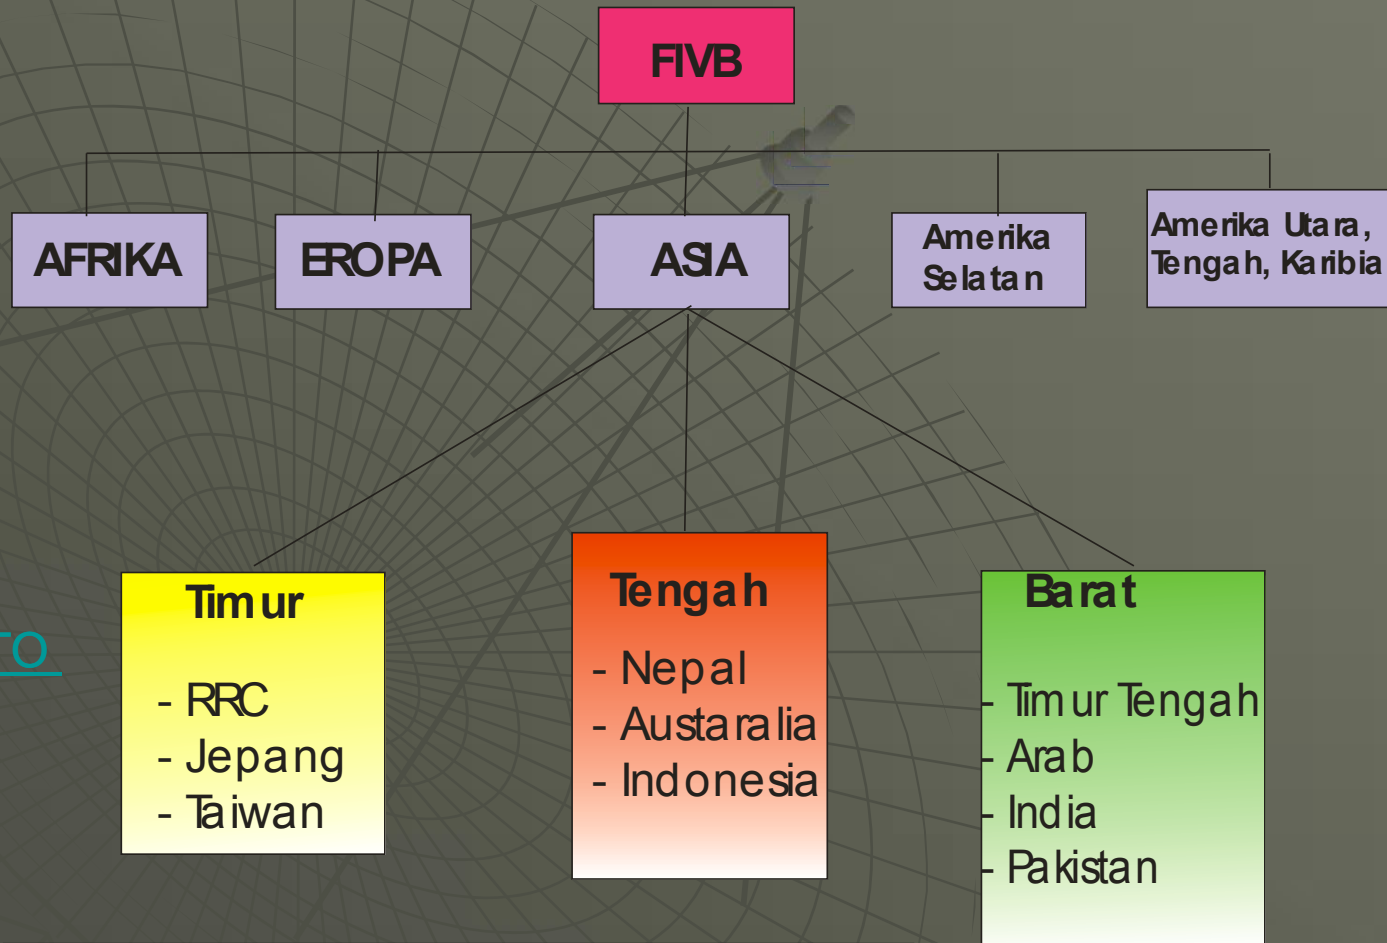 FIVB
AFRIKA
EROPA
ASIA
Amerika
Selatan
Amerika Utara,
Tengah, Karibia
TO
Timur
- RRC
- Jepang
- Taiwan
Tengah
- Nepal
- Austaralia
- Indonesia
Barat
- Timur Tengah
- Arab
- India
- Pakistan